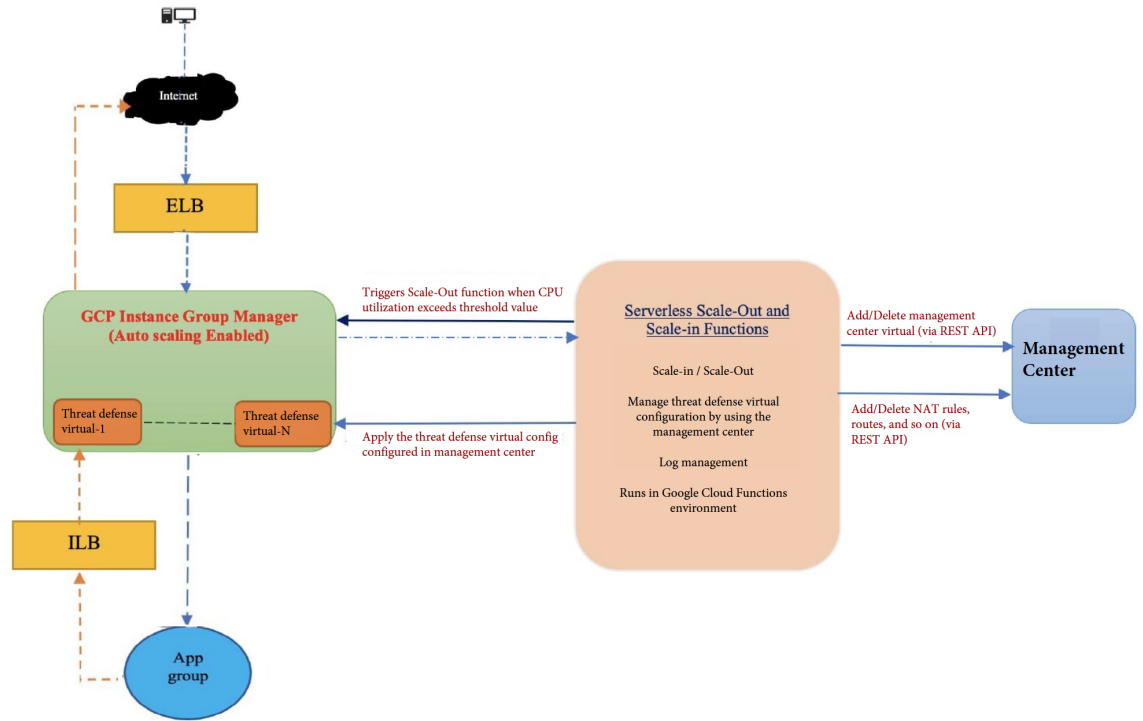 Internet
ELB
GCP Instance Group Manager
(Auto scaling Enabled)
Threat defense
virtual-1
Threat defense
virtual-N
ILB
App
group
Triggers Scale-Out function when CPU
utilization exceeds threshold value
Apply the threat defense virtual config
configured in management center
Serverless Scale-Out and
Scale-in Functions
Scale-in / Scale-Out
Manage threat defense virtual
configuration by using the
management center
Log management
Runs in Google Cloud Functions
environment
Add/Delete management
center virtual (via REST API)
Add/Delete NAT rules,
routes, and so on (via
REST API)
Management
Center